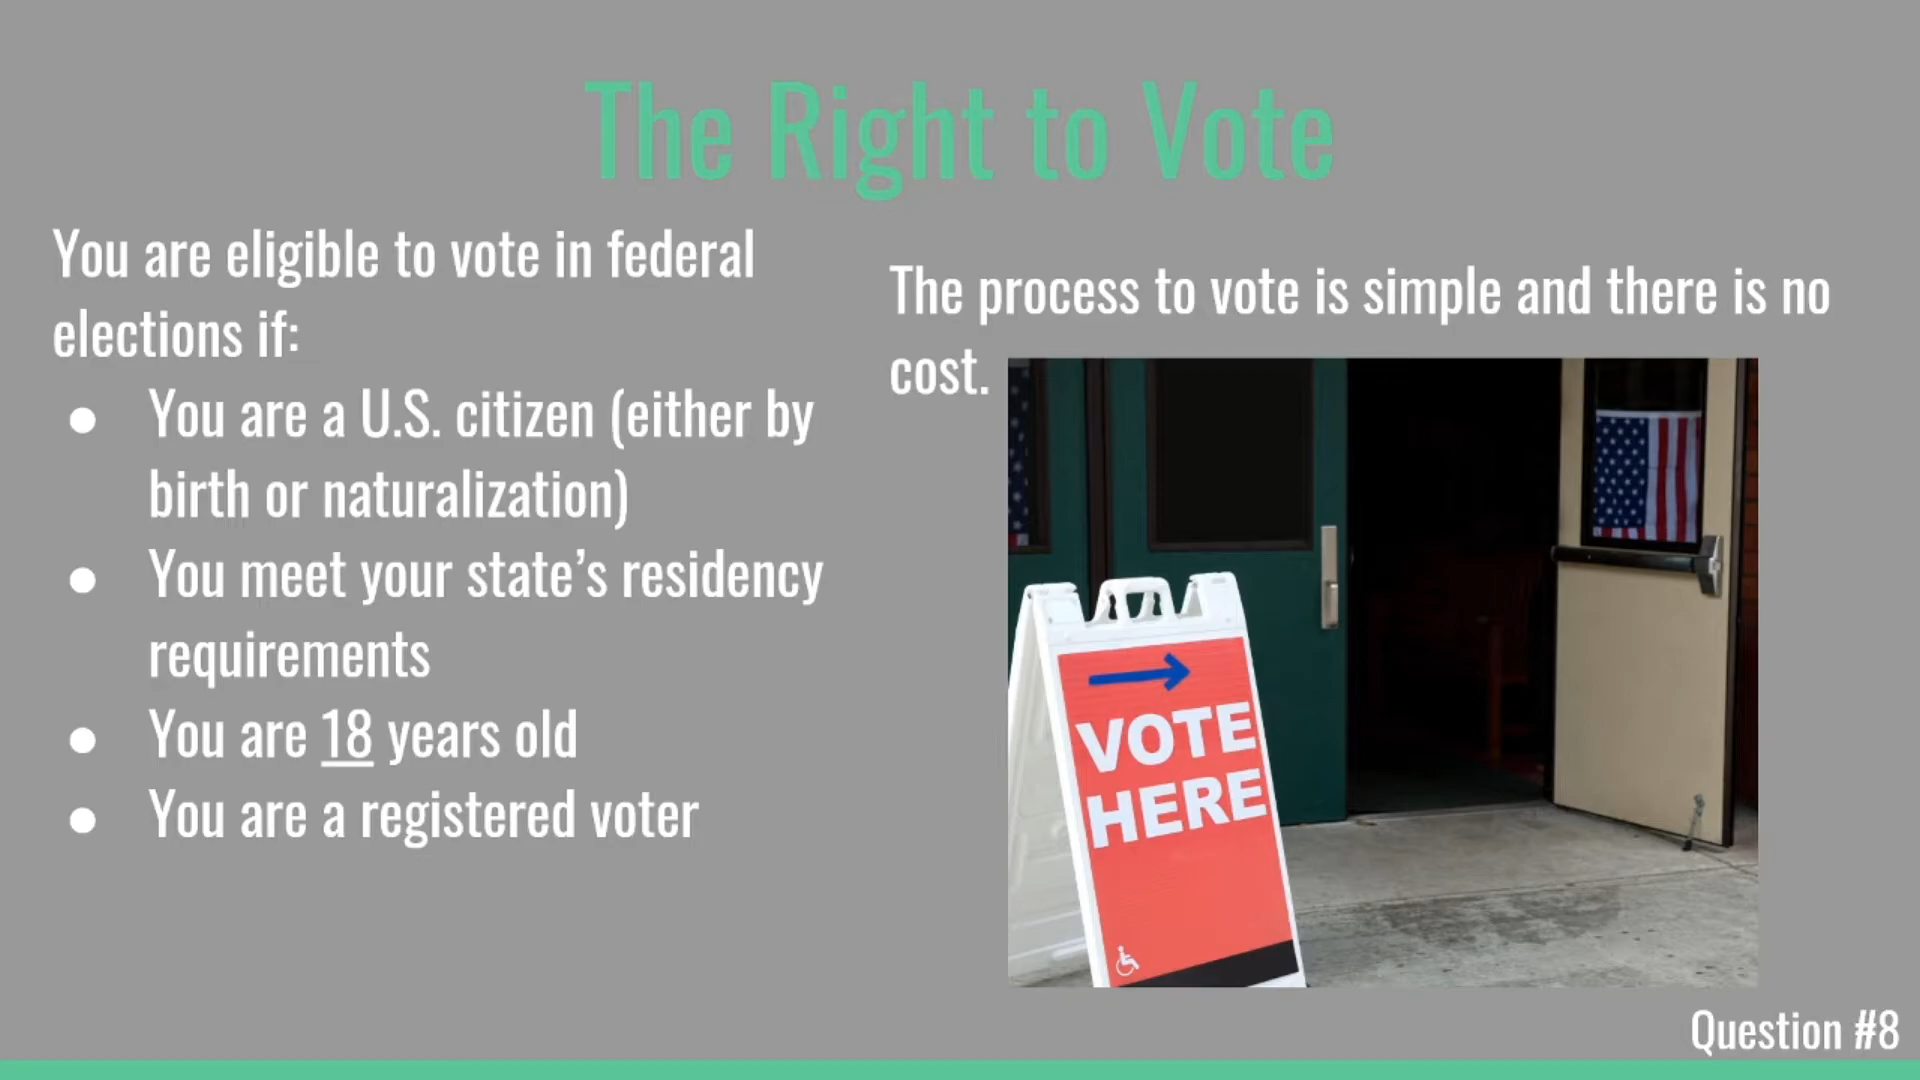 The Right to Vote
You are eligible to vote in federal
elections if:
● You are a U.S. citizen (either by
birth or naturalization)
● You meet your state’s residency
requirements
● You are 18 years old
● You are a registered voter
The process to vote is simple and there is no
cost.
VOTE
HERE
Question #8